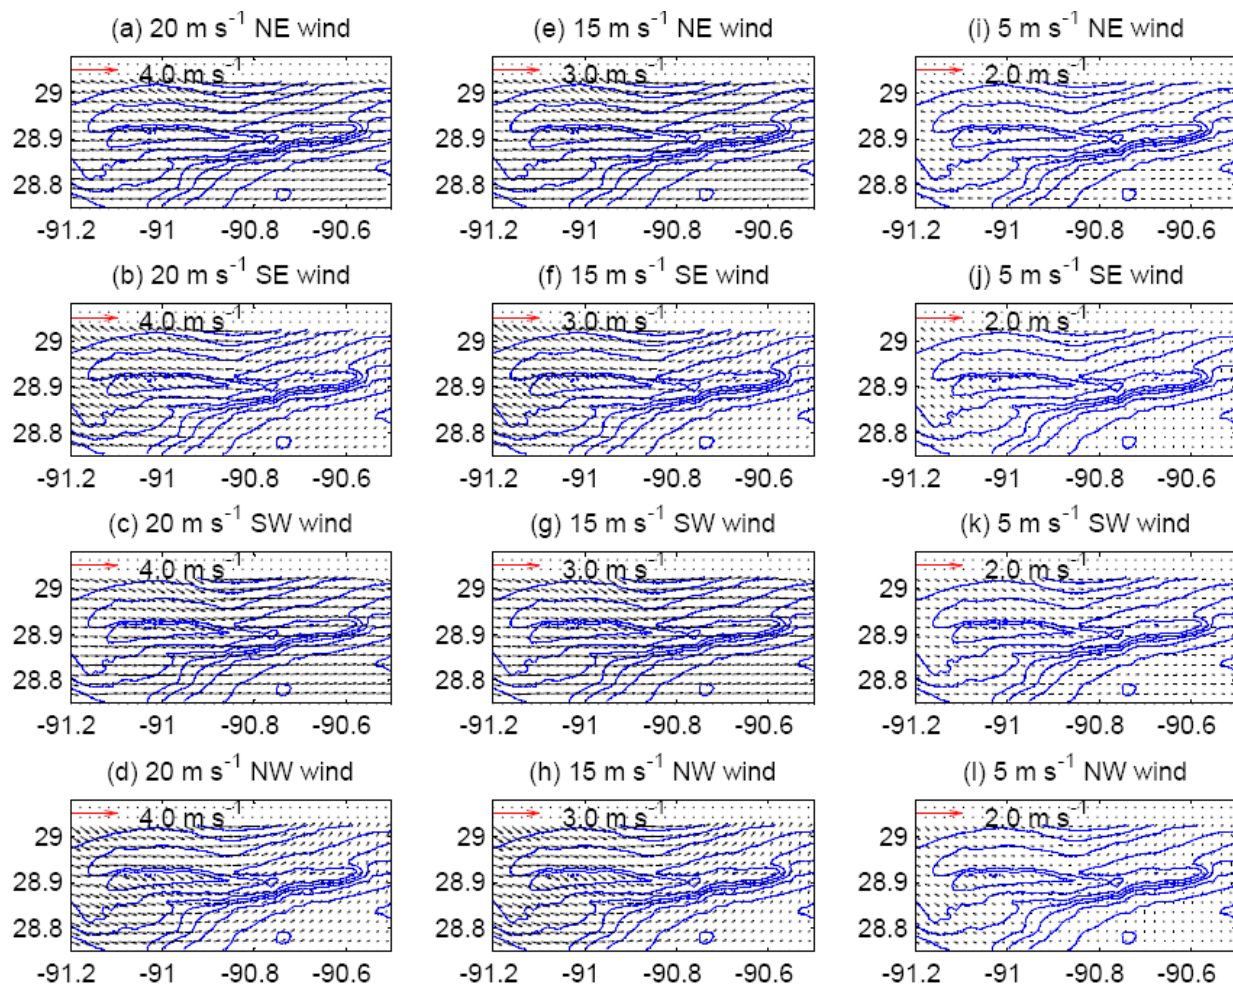 (a) 20 m s⁻¹ NE wind
(e) 15 m s⁻¹ NE wind
(i) 5 m s⁻¹ NE wind
4.0 m s⁻¹
3.0 m s⁻¹
2.0 m s⁻¹
29
28.9
28.8
29
28.9
28.8
29
28.9
28.8
-91.2 -91 -90.8 -90.6
-91.2 -91 -90.8 -90.6
-91.2 -91 -90.8 -90.6
(b) 20 m s⁻¹ SE wind
(f) 15 m s⁻¹ SE wind
(j) 5 m s⁻¹ SE wind
4.0 m s⁻¹
3.0 m s⁻¹
2.0 m s⁻¹
29
28.9
28.8
29
28.9
28.8
29
28.9
28.8
-91.2 -91 -90.8 -90.6
-91.2 -91 -90.8 -90.6
-91.2 -91 -90.8 -90.6
(c) 20 m s⁻¹ SW wind
(g) 15 m s⁻¹ SW wind
(k) 5 m s⁻¹ SW wind
4.0 m s⁻¹
3.0 m s⁻¹
2.0 m s⁻¹
29
28.9
28.8
29
28.9
28.8
29
28.9
28.8
-91.2 -91 -90.8 -90.6
-91.2 -91 -90.8 -90.6
-91.2 -91 -90.8 -90.6
(d) 20 m s⁻¹ NW wind
(h) 15 m s⁻¹ NW wind
(l) 5 m s⁻¹ NW wind
4.0 m s⁻¹
3.0 m s⁻¹
2.0 m s⁻¹
29
28.9
28.8
29
28.9
28.8
29
28.9
28.8
-91.2 -91 -90.8 -90.6
-91.2 -91 -90.8 -90.6
-91.2 -91 -90.8 -90.6